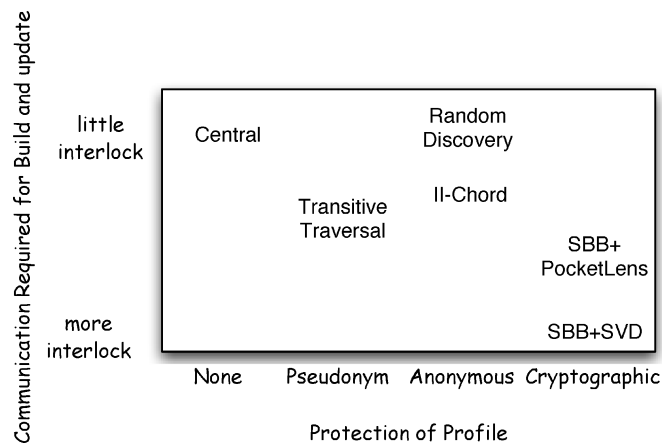 Communication Required for Build and update
little
interlock
Central
Random
Discovery
II-Chord
Transitive
Traversal
SBB+
PocketLens
more
interlock
SBB+SVD
None
Pseudonym
Anonymous
Cryptographic
Protection of Profile